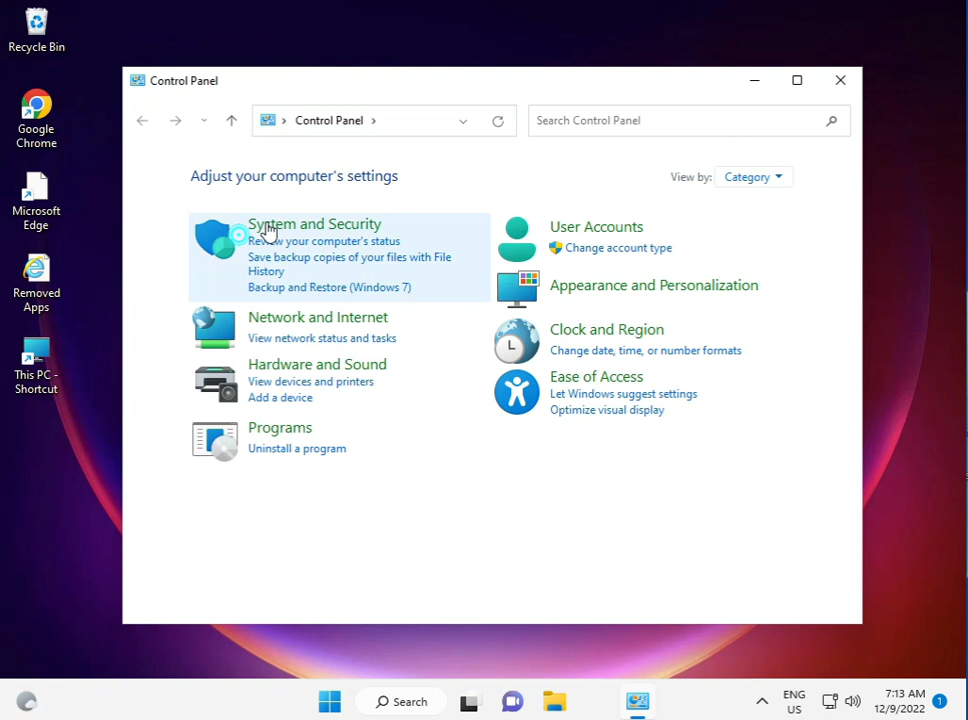 Recycle Bin
Google
Chrome
Microsoft
Edge
Removed
Apps
This PC -
Shortcut
Control Panel
Control Panel
Search Control Panel
Adjust your computer's settings
View by:
Category
System and Security
Review your computer's status
Save backup copies of your files with File
History
Backup and Restore (Windows 7)
Network and Internet
View network status and tasks
Hardware and Sound
View devices and printers
Add a device
Programs
Uninstall a program
User Accounts
Change account type
Appearance and Personalization
Clock and Region
Change date, time, or number formats
Ease of Access
Let Windows suggest settings
Optimize visual display
Search
ENG
US
7:13 AM
12/9/2022
1